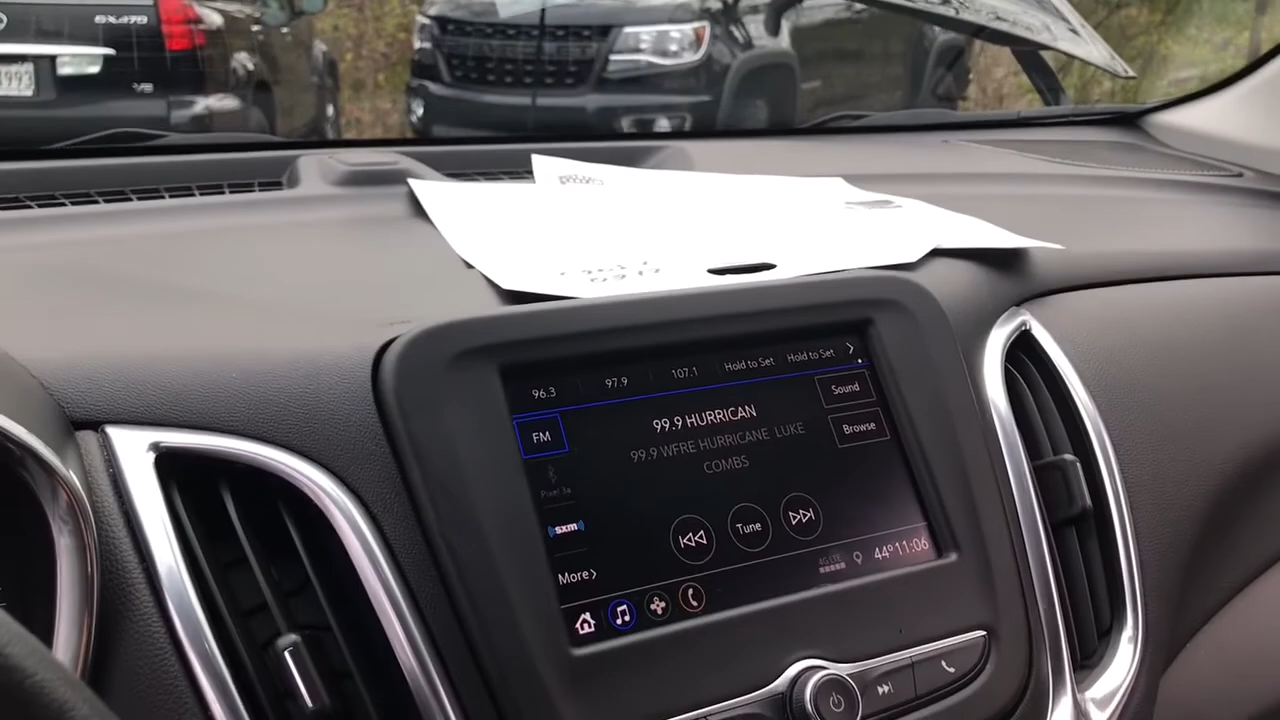 GX470
V8
96.3
97.9
107.1
Hold to Set
Hold to Set
FM
99.9 HURRICAN
Sound
99.9 WFRE HURRICANE LUKE
COMBS
Browse
Pixel 3a
sxm
Tune
More
4G LTE
44° 11:06